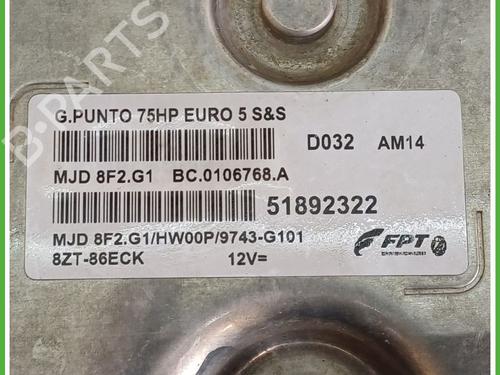 G.PUNTO 75HP EURO 5 S&S
D032 AM14
MJD 8F2.G1 BC.0106768.A
51892322
MJD 8F2.G1/HW00P/9743-G101
8ZT-86ECK 12V=
FPT
B-PARTS